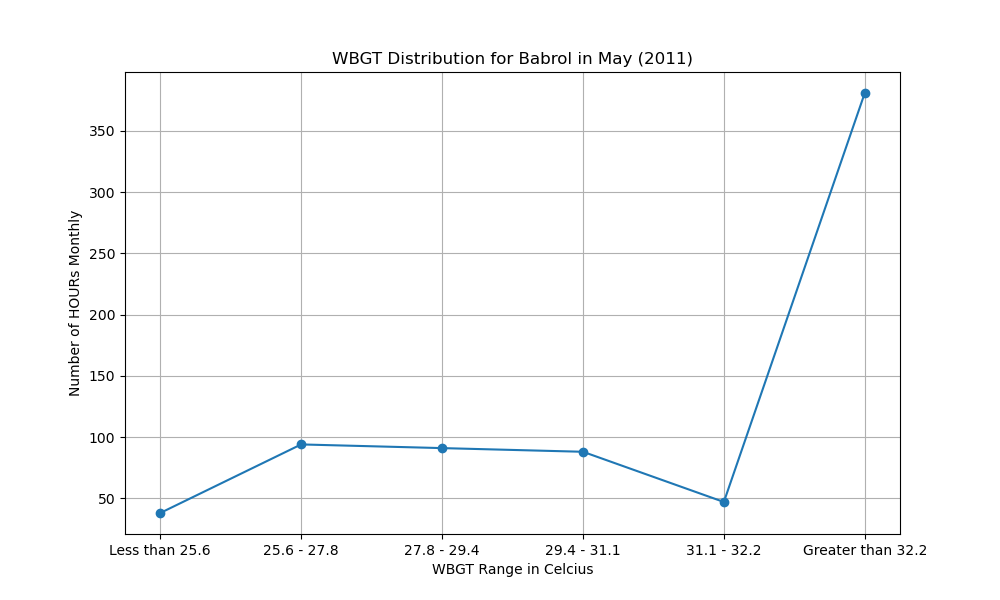 WBGT Distribution for Babrol in May (2011)
Number of HOURs Monthly
350
300
250
200
150
100
50
Less than 25.6
25.6 - 27.8
27.8 - 29.4
29.4 - 31.1
31.1 - 32.2
Greater than 32.2
WBGT Range in Celcius